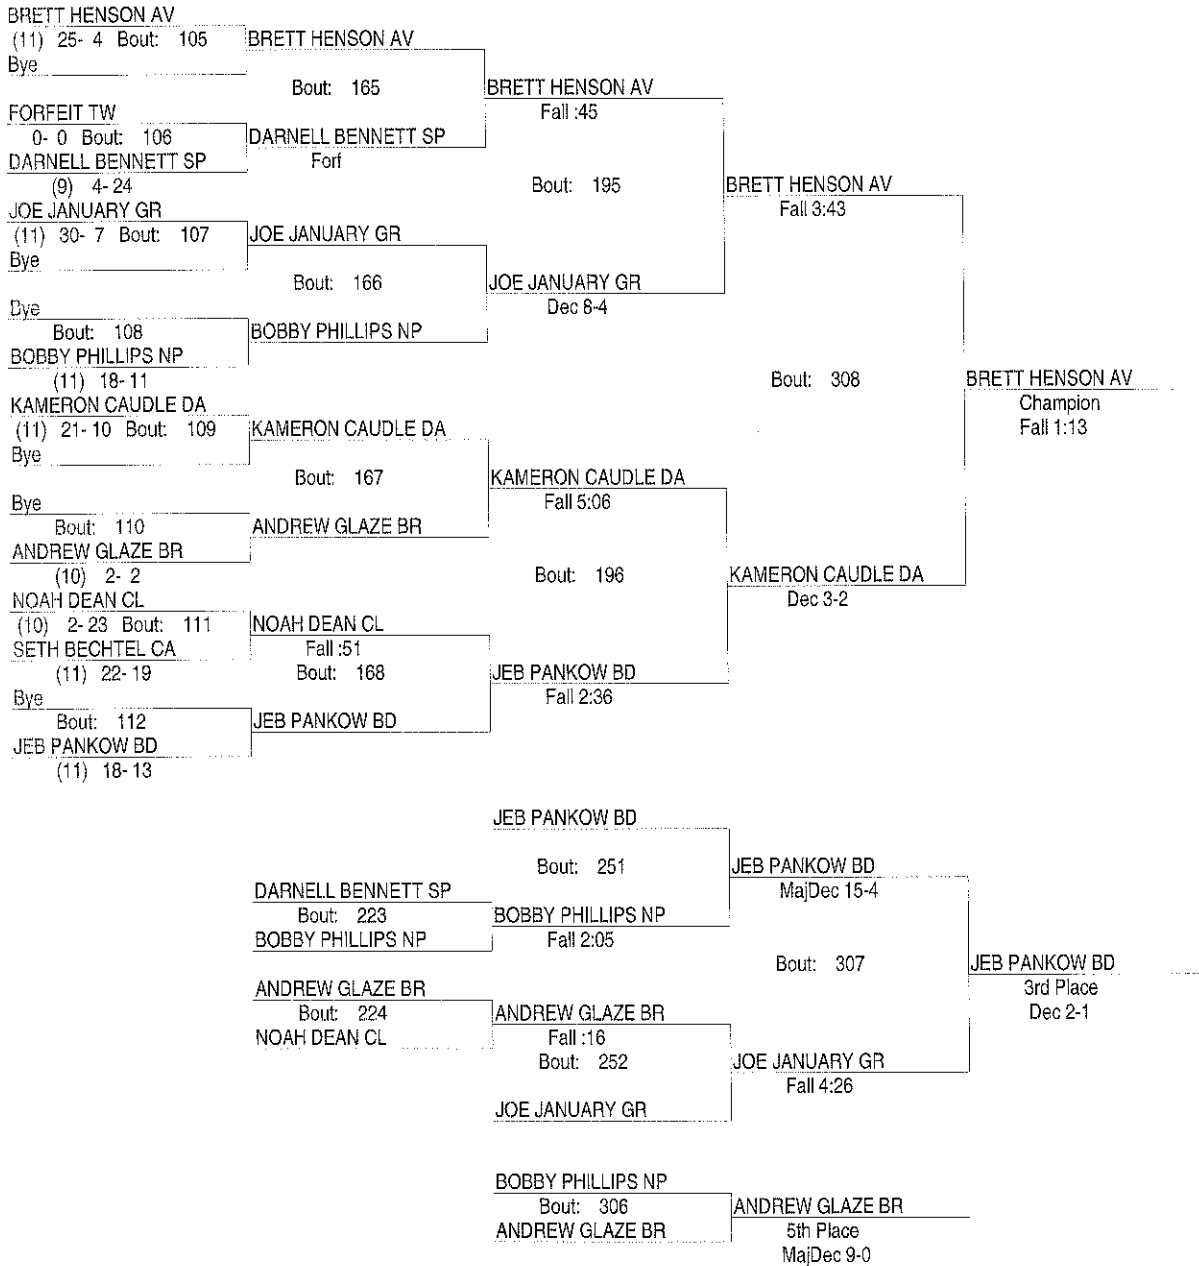 BRETT HENSON AV
(11) 25- 4 Bout: 105
Bye
BRETT HENSON AV
Bout: 165
FORFEIT TW
0- 0 Bout: 106
DARNELL BENNETT SP
(9) 4-24
DARNELL BENNETT SP
Forf
BRETT HENSON AV
Fall :45
Bout: 195
JOE JANUARY GR
(11) 30- 7 Bout: 107
Bye
JOE JANUARY GR
Bout: 166
Bye
Bout: 108
BOBBY PHILLIPS NP
(11) 18-11
BOBBY PHILLIPS NP
JOE JANUARY GR
Dec 8-4
BRETT HENSON AV
Fall 3:43
Bout: 308
KAMERON CAUDLE DA
(11) 21-10 Bout: 109
Bye
KAMERON CAUDLE DA
Bout: 167
Bye
Bout: 110
ANDREW GLAZE BR
(10) 2- 2
ANDREW GLAZE BR
KAMERON CAUDLE DA
Fall 5:06
Bout: 196
NOAH DEAN CL
(10) 2-23 Bout: 111
SETH BECHTEL CA
(11) 22-19
NOAH DEAN CL
Fall :51
Bout: 168
Bye
Bout: 112
JEB PANKOW BD
(11) 18-13
JEB PANKOW BD
JEB PANKOW BD
Fall 2:36
KAMERON CAUDLE DA
Dec 3-2
BRETT HENSON AV
Champion
Fall 1:13
JEB PANKOW BD
Bout: 251
DARNELL BENNETT SP
Bout: 223
BOBBY PHILLIPS NP
BOBBY PHILLIPS NP
Fall 2:05
JEB PANKOW BD
MajDec 15-4
Bout: 307
ANDREW GLAZE BR
Bout: 224
NOAH DEAN CL
ANDREW GLAZE BR
Fall :16
Bout: 252
JOE JANUARY GR
JOE JANUARY GR
Fall 4:26
JEB PANKOW BD
3rd Place
Dec 2-1
BOBBY PHILLIPS NP
Bout: 306
ANDREW GLAZE BR
ANDREW GLAZE BR
5th Place
MajDec 9-0